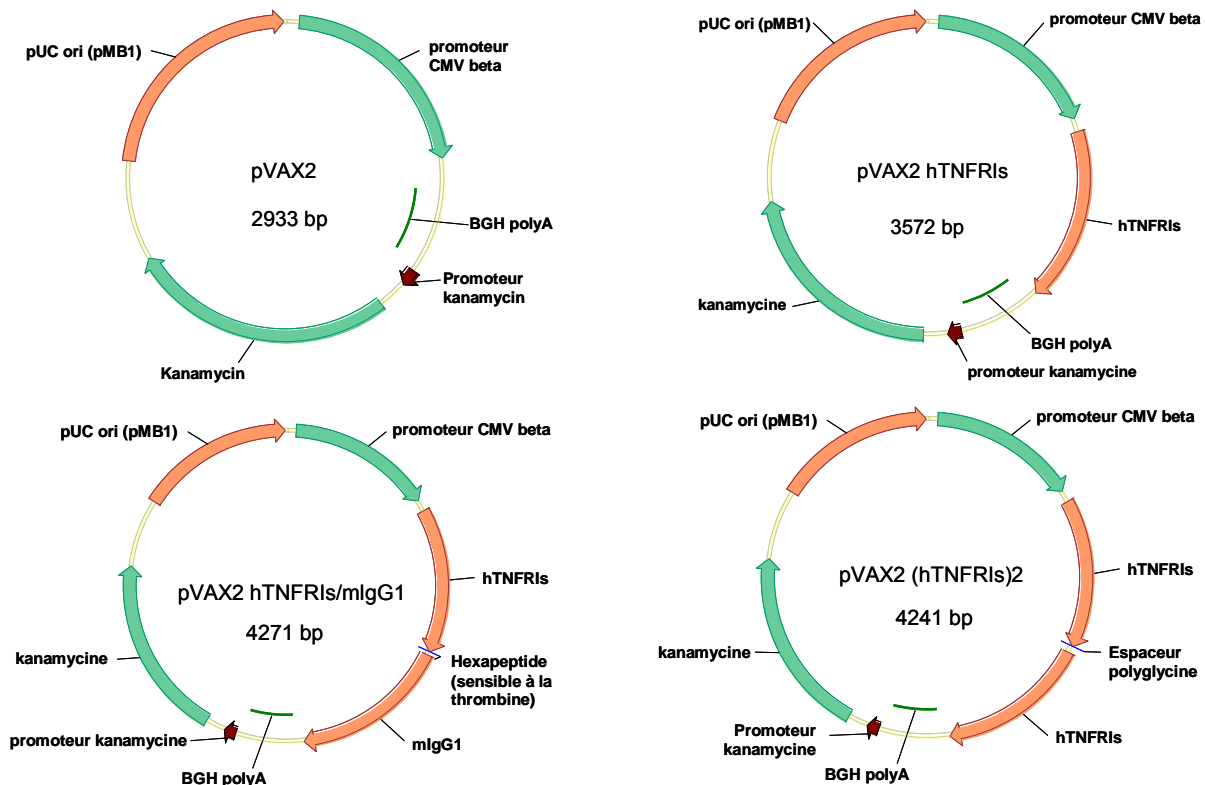 pUC ori (pMB1)
promoteur
CMV beta
pVAX2
2933 bp
BGH polyA
Promoteur
kanamycin
Kanamycin
promoteur CMV beta
pUC ori (pMB1)
pVAX2 hTNFRIs
3572 bp
hTNFRIs
kanamycine
BGH polyA
promoteur kanamycine
pUC ori (pMB1)
promoteur CMV beta
pVAX2 hTNFRIs/mIgG1
4271 bp
hTNFRIs
kanamycine
Hexapeptide
(sensible à la
thrombine)
promoteur kanamycine
mIgG1
BGH polyA
pUC ori (pMB1)
promoteur CMV beta
pVAX2 (hTNFRIs)2
4241 bp
hTNFRIs
kanamycine
Espaceur
polyglycine
Promoteur
kanamycine
hTNFRIs
BGH polyA